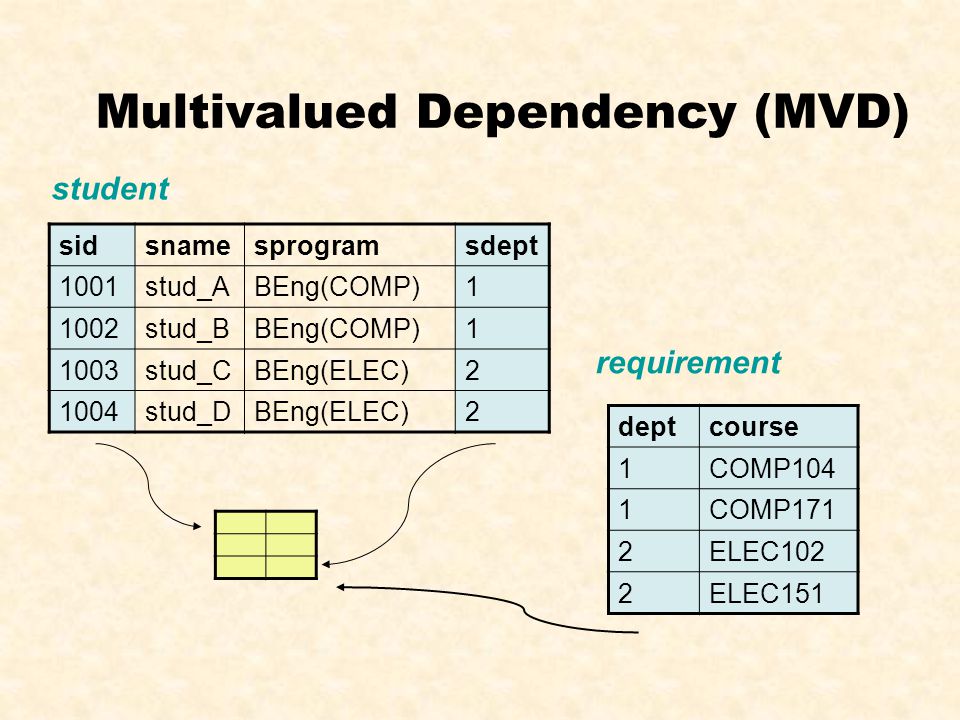 Multivalued Dependency (MVD)
student
sid sname sprogram sdept
1001 stud_A BEng(COMP) 1
1002 stud_B BEng(COMP) 1
1003 stud_C BEng(ELEC) 2
1004 stud_D BEng(ELEC) 2
requirement
dept course
1 COMP104
1 COMP171
2 ELEC102
2 ELEC151